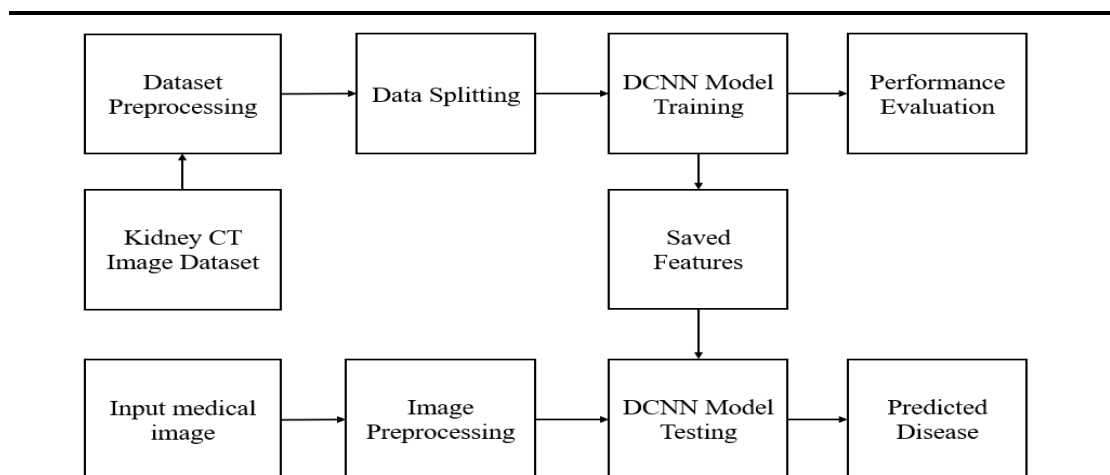 Dataset
Preprocessing
Data Splitting
DCNN Model
Training
Performance
Evaluation
Kidney CT
Image Dataset
Saved
Features
Input medical
image
Image
Preprocessing
DCNN Model
Testing
Predicted
Disease